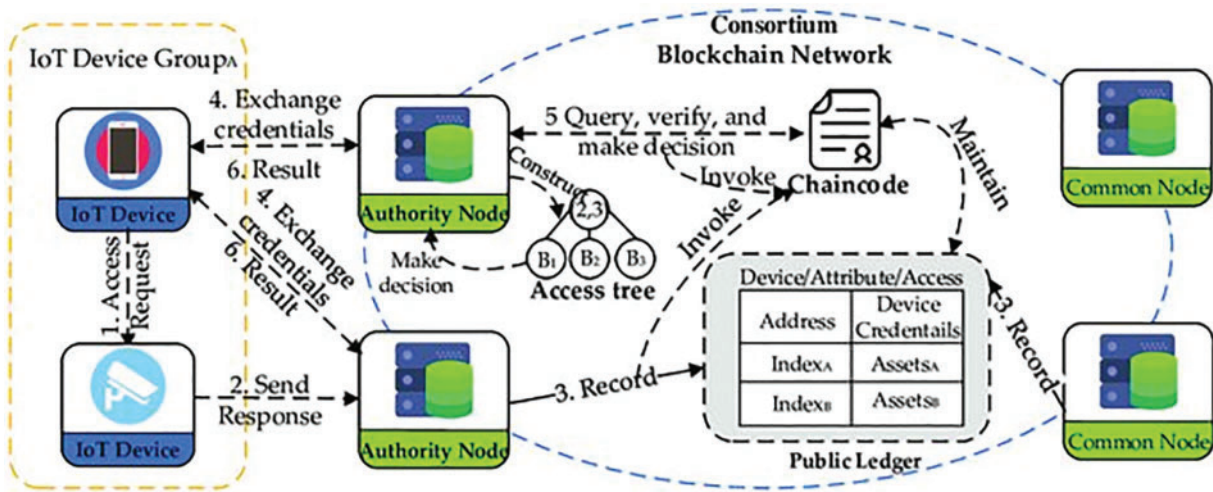 Consortium
Blockchain Network
IoT Device GroupA
4. Exchange
credentials
6. Result
IoT Device
4. Exchange
credentials
6. Result
1. Access
Request
IoT Device
2. Send
Response
Authority Node
Construct
2,3
B1
B2
B3
Access tree
Make
decision
5 Query, verify, and
make decision
Invoke
Invoke
Chaincode
Maintain
Authority Node
3. Record
Device/Attribute/Access
Address
Device
Credentails
IndexA
AssetsA
IndexB
AssetsB
Public Ledger
3. Record
Common Node
Common Node